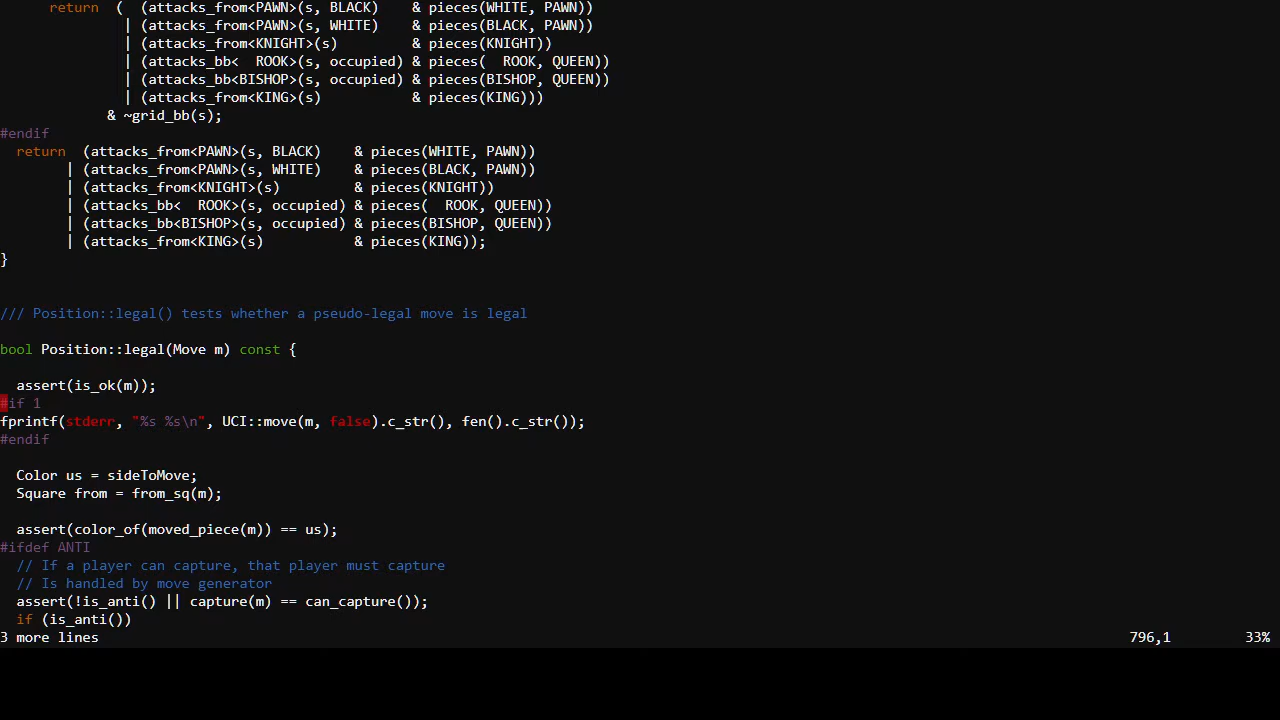 return  (  (attacks_from<PAWN>(s, BLACK)    & pieces(WHITE, PAWN))
               | (attacks_from<PAWN>(s, WHITE)    & pieces(BLACK, PAWN))
               | (attacks_from<KNIGHT>(s)         & pieces(KNIGHT))
               | (attacks_bb<  ROOK>(s, occupied) & pieces(  ROOK, QUEEN))
               | (attacks_bb<BISHOP>(s, occupied) & pieces(BISHOP, QUEEN))
               | (attacks_from<KING>(s)           & pieces(KING)))
             & ~grid_bb(s);
#endif
  return  (attacks_from<PAWN>(s, BLACK)    & pieces(WHITE, PAWN))
        | (attacks_from<PAWN>(s, WHITE)    & pieces(BLACK, PAWN))
        | (attacks_from<KNIGHT>(s)         & pieces(KNIGHT))
        | (attacks_bb<  ROOK>(s, occupied) & pieces(  ROOK, QUEEN))
        | (attacks_bb<BISHOP>(s, occupied) & pieces(BISHOP, QUEEN))
        | (attacks_from<KING>(s)           & pieces(KING));
}
/// Position::legal() tests whether a pseudo-legal move is legal
bool Position::legal(Move m) const {
  assert(is_ok(m));
#if 1
fprintf(stderr, "%s %s\n", UCI::move(m, false).c_str(), fen().c_str());
#endif
  Color us = sideToMove;
  Square from = from_sq(m);
  assert(color_of(moved_piece(m)) == us);
#ifdef ANTI
  // If a player can capture, that player must capture
  // Is handled by move generator
  assert(!is_anti() || capture(m) == can_capture());
  if (is_anti())
3 more lines 796,1 33%